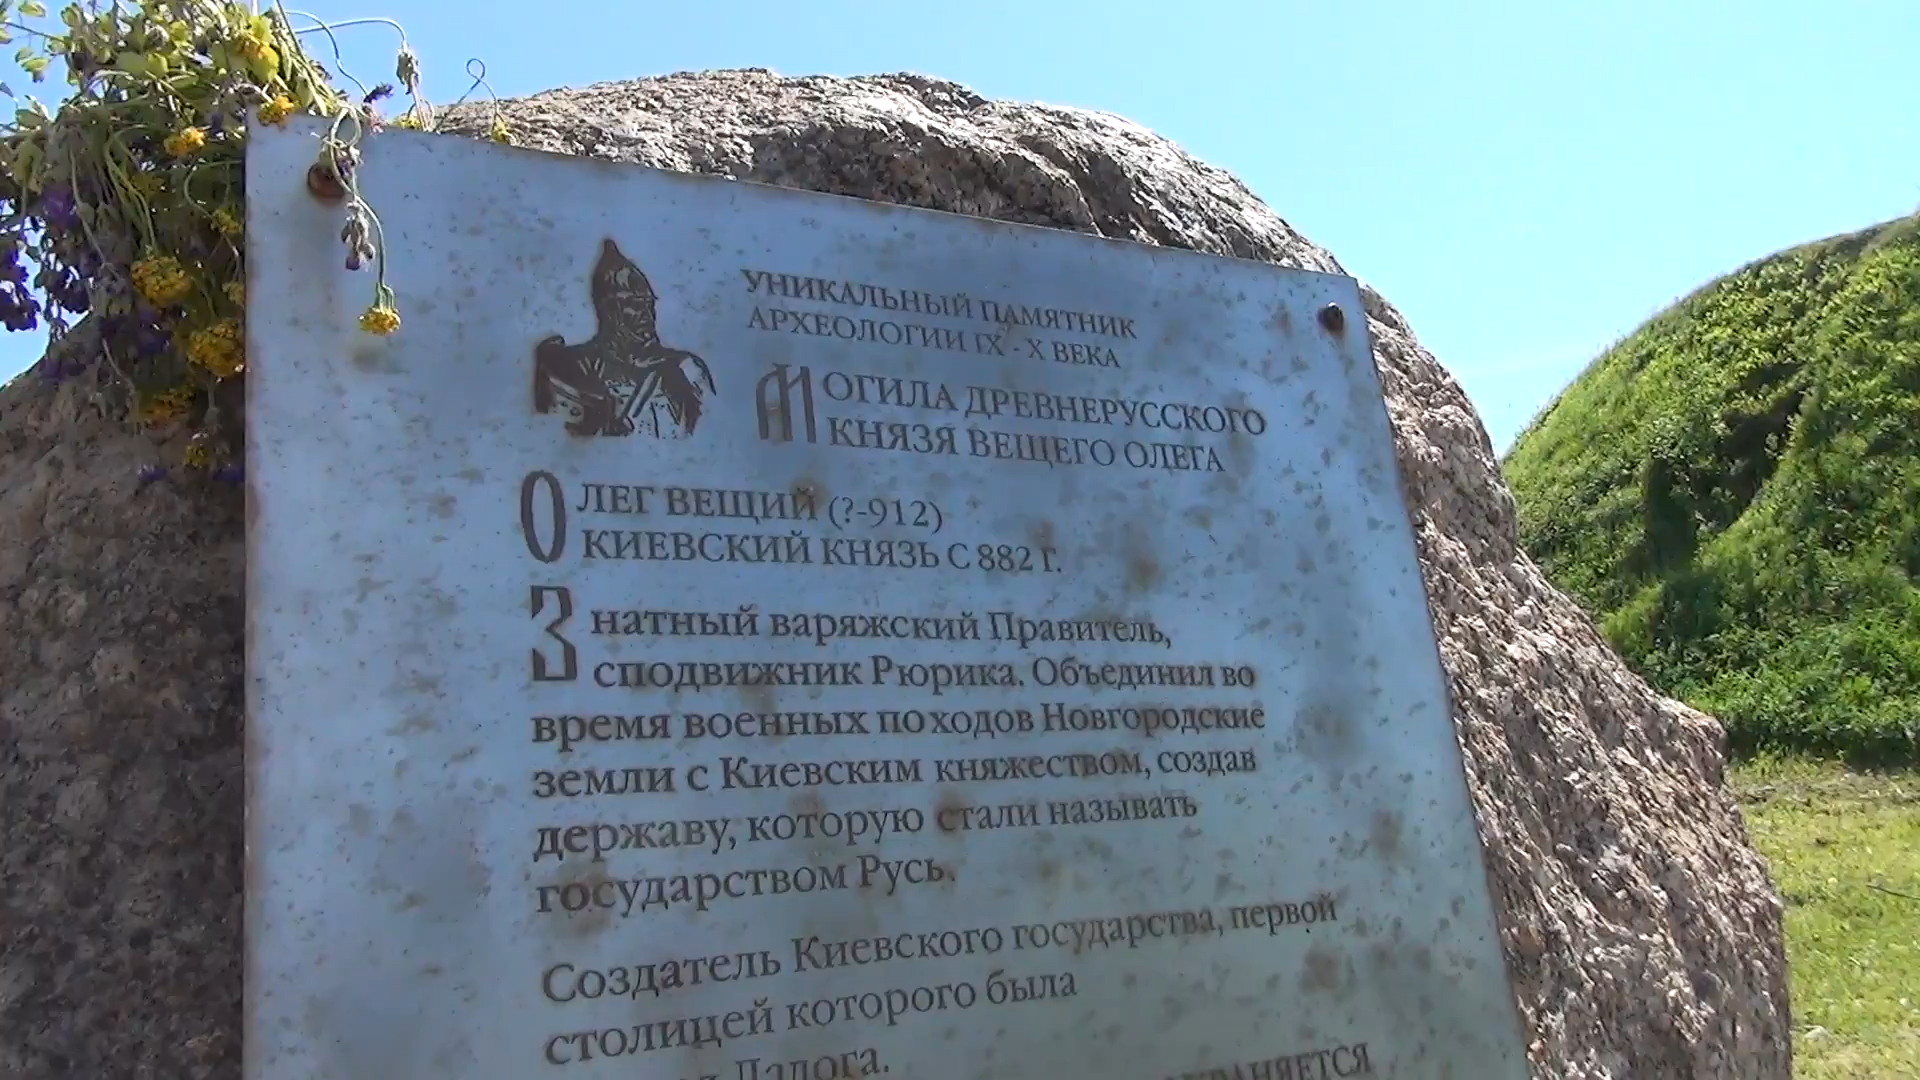 УНИКАЛЬНЫЙ ПАМЯТНИК
АРХЕОЛОГИИ IX - X ВЕКА
МОГИЛА ДРЕВНЕРУССКОГО
КНЯЗЯ ВЕЩЕГО ОЛЕГА
ОЛЕГ ВЕЩИЙ (?-912)
КИЕВСКИЙ КНЯЗЬ С 882 Г.
Знатный варяжский Правитель,
сподвижник Рюрика. Объединил во
время военных походов Новгородские
земли с Киевским княжеством, создав
державу, которую стали называть
государством Русь.
Создатель Киевского государства, первой
столицей которого была
Ладога.